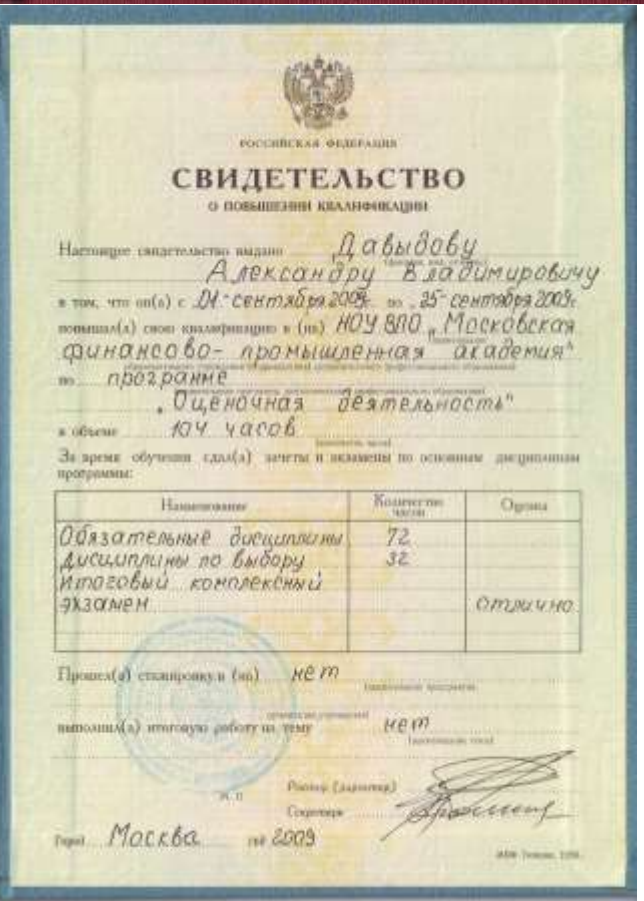 РОССИЙСКАЯ ФЕДЕРАЦИЯ
СВИДЕТЕЛЬСТВО
О ПОВЫШЕНИИ КВАЛИФИКАЦИИ
Настоящее свидетельство выдано Давыдову
Александру Владимировичу
в том, что он(а) с „01“ сентября 2009г. по „25“ сентября 2009г.
повышал(а) свою квалификацию в (на) НОУ ВПО „Московская
финансово-промышленная академия“
по программе
„Оценочная деятельность“
в объеме 104 часов
За время обучения сдал(а) зачеты и экзамены по основным дисциплинам
программы:
Наименование Количество часов Оценка
Обязательные дисциплины 72
Дисциплины по выбору 32
Итоговый комплексный
экзамен отлично
Прошел(а) стажировку в (на) нет
выполнил(а) итоговую работу на тему нет
М. П. Ректор (директор)
Секретарь
Город Москва год 2009